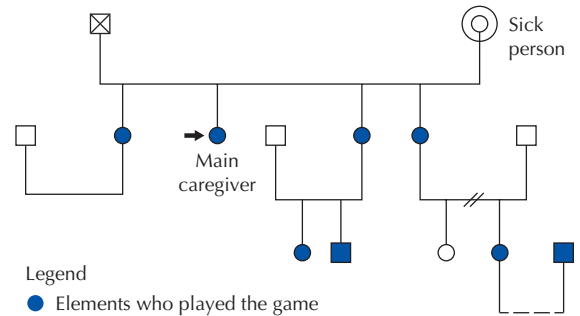 Sick
person
Main
caregiver
Legend
Elements who played the game